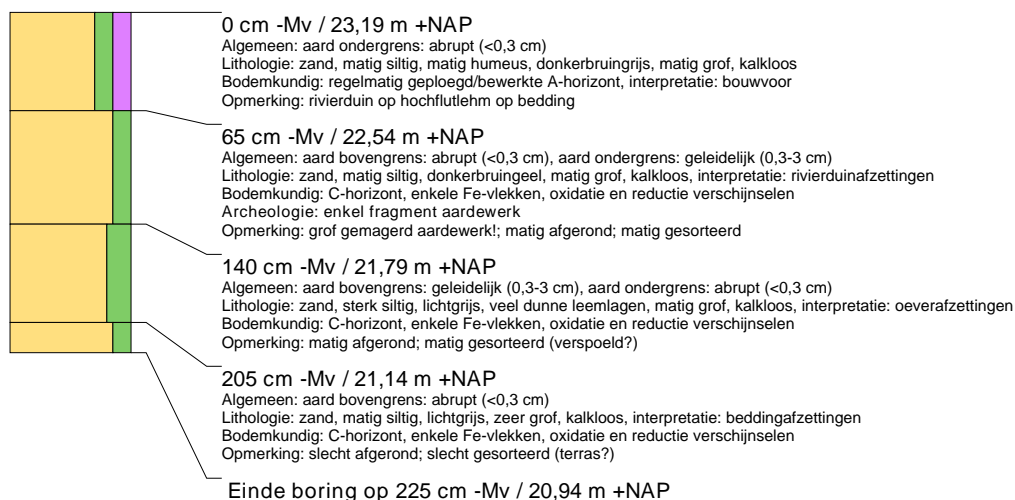 0 cm -Mv / 23,19 m +NAP
Algemeen: aard ondergrens: abrupt (<0,3 cm)
Lithologie: zand, matig siltig, matig humeus, donkerbruingrijs, matig grof, kalkloos
Bodemkundig: regelmatig geploegd/bewerkte A-horizont, interpretatie: bouwvoor
Opmerking: rivierduin op hochflutlehm op bedding
65 cm -Mv / 22,54 m +NAP
Algemeen: aard bovengrens: abrupt (<0,3 cm), aard ondergrens: geleidelijk (0,3-3 cm)
Lithologie: zand, matig siltig, donkerbruingeel, matig grof, kalkloos, interpretatie: rivierduinafzettingen
Bodemkundig: C-horizont, enkele Fe-vlekken, oxidatie en reductie verschijnselen
Archeologie: enkel fragment aardewerk
Opmerking: grof gemagerd aardewerk!; matig afgerond; matig gesorteerd
140 cm -Mv / 21,79 m +NAP
Algemeen: aard bovengrens: geleidelijk (0,3-3 cm), aard ondergrens: abrupt (<0,3 cm)
Lithologie: zand, sterk siltig, lichtgrijs, veel dunne leemlagen, matig grof, kalkloos, interpretatie: oeverafzettingen
Bodemkundig: C-horizont, enkele Fe-vlekken, oxidatie en reductie verschijnselen
Opmerking: matig afgerond; matig gesorteerd (verspoeld?)
205 cm -Mv / 21,14 m +NAP
Algemeen: aard bovengrens: abrupt (<0,3 cm)
Lithologie: zand, matig siltig, lichtgrijs, zeer grof, kalkloos, interpretatie: beddingafzettingen
Bodemkundig: C-horizont, enkele Fe-vlekken, oxidatie en reductie verschijnselen
Opmerking: slecht afgerond; slecht gesorteerd (terras?)
Einde boring op 225 cm -Mv / 20,94 m +NAP